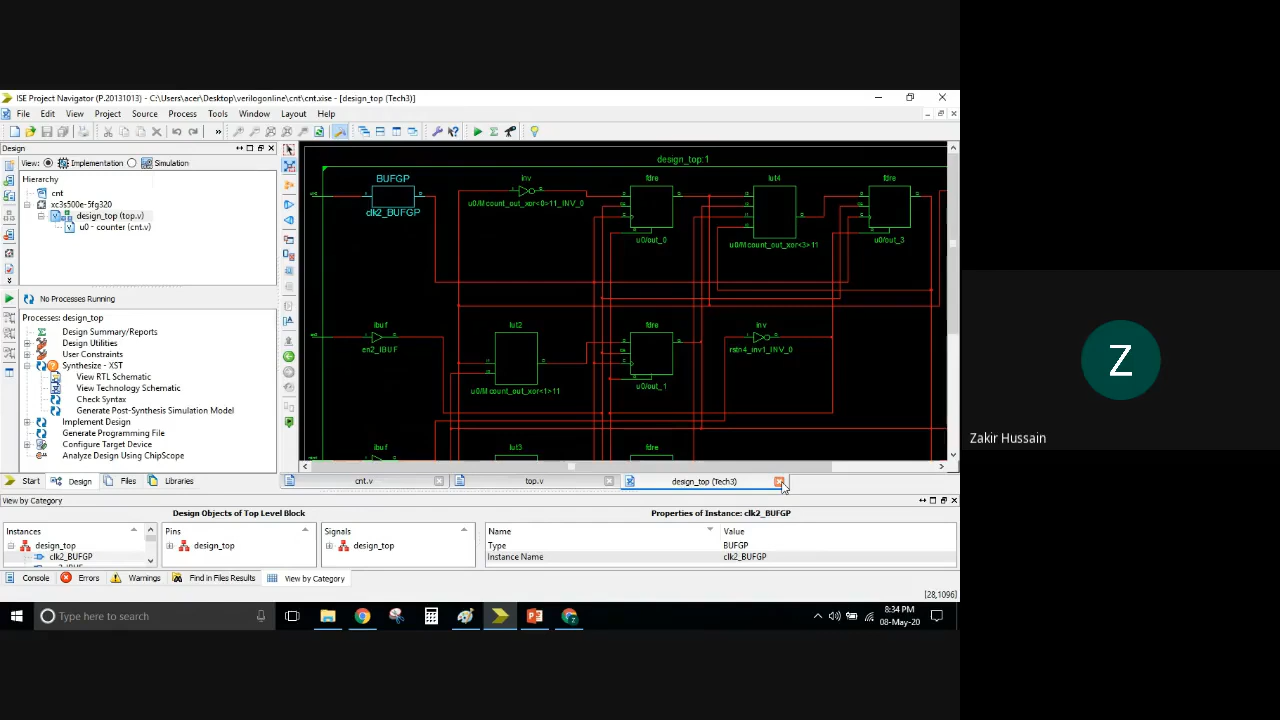 ISE Project Navigator (P.20131013) - C:\Users\acer\Desktop\verilogonline\cnt\cnt.xise - [design_top (Tech3)]
File Edit View Project Source Process Tools Window Layout Help
Design
View: Implementation Simulation
Hierarchy
cnt
xc3s500e-5fg320
design_top (top.v)
u0 - counter (cnt.v)
No Processes Running
Processes: design_top
Design Summary/Reports
Design Utilities
User Constraints
Synthesize - XST
View RTL Schematic
View Technology Schematic
Check Syntax
Generate Post-Synthesis Simulation Model
Implement Design
Generate Programming File
Configure Target Device
Analyze Design Using ChipScope
Start Design Files Libraries
design_top:1
BUFGP
clk2_BUFGP
inv
u0/Mcount_out_xor<0>11_INV_0
fdre
u0/out_0
lut4
u0/Mcount_out_xor<3>11
fdre
u0/out_3
ibuf
en2_IBUF
lut2
u0/Mcount_out_xor<1>11
fdre
u0/out_1
inv
rstn4_inv1_INV_0
ibuf
lut3
fdre
cnt.v top.v design_top (Tech3)
View by Category
Design Objects of Top Level Block
Properties of Instance: clk2_BUFGP
Instances Pins Signals Name Value
design_top design_top design_top Type BUFGP
clk2_BUFGP Instance Name clk2_BUFGP
Console Errors Warnings Find in Files Results View by Category
[28,1096]
Type here to search
8:34 PM
08-May-20
Z
Zakir Hussain